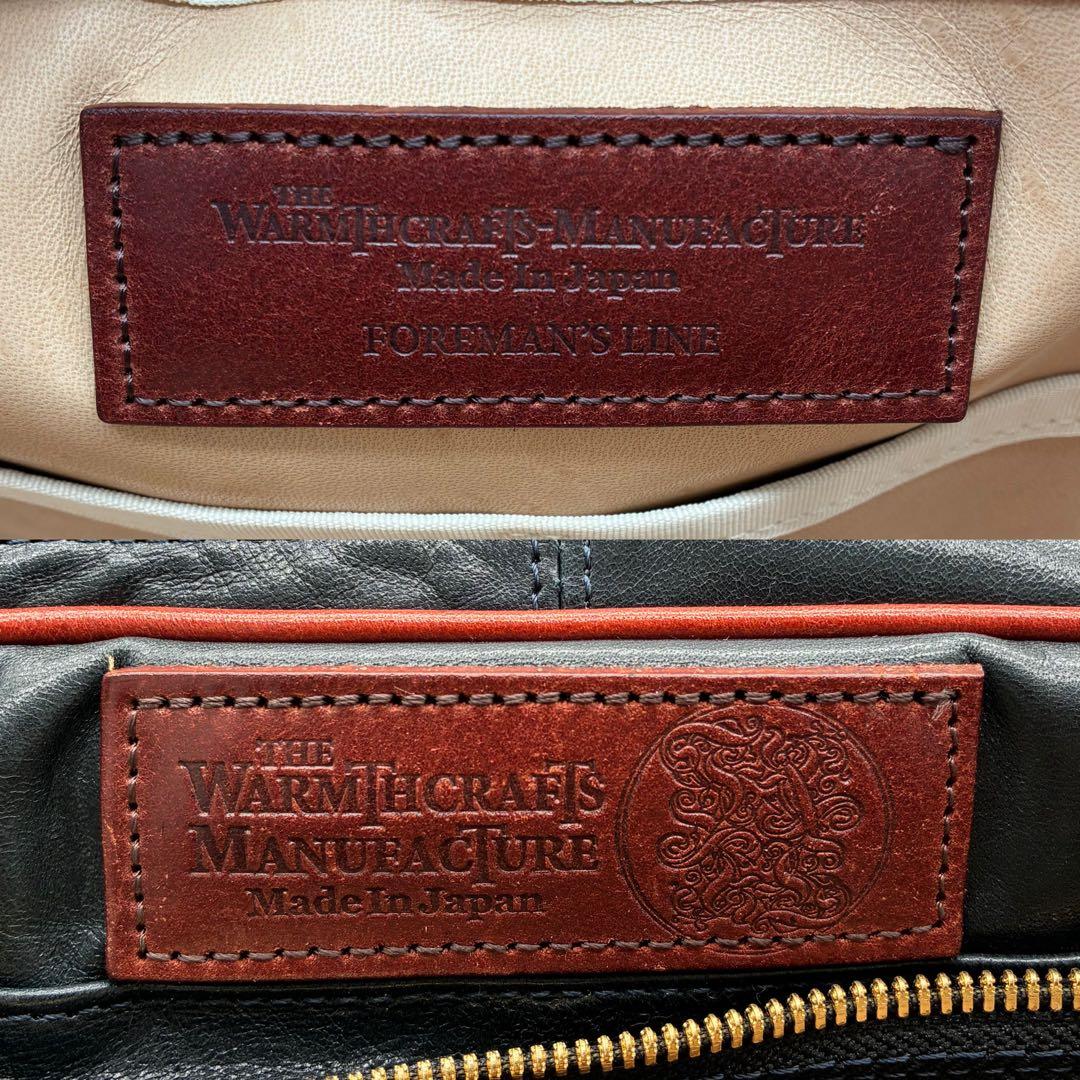 THE
WARMTHCRAFTS-MANUFACTURE
Made In Japan
FOREMAN'S LINE
THE
WARMTHCRAFTS
MANUFACTURE
Made In Japan